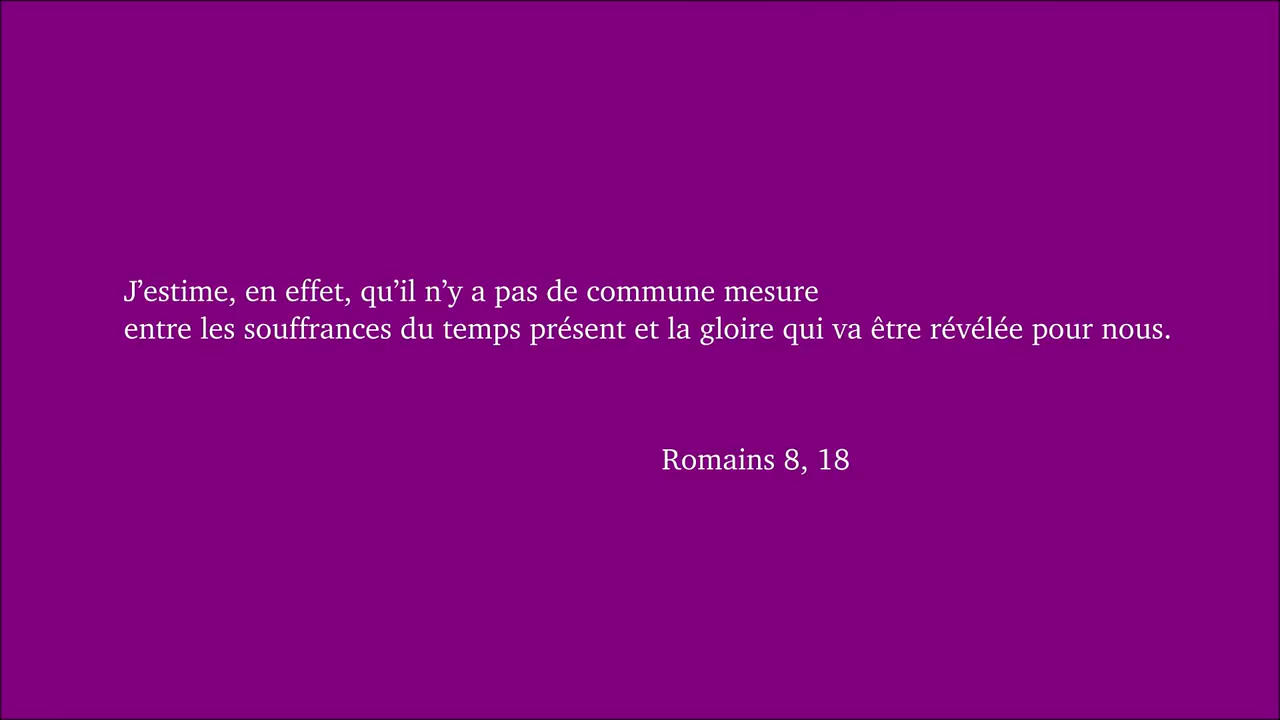 J’estime, en effet, qu’il n’y a pas de commune mesure
entre les souffrances du temps présent et la gloire qui va être révélée pour nous.
Romains 8, 18